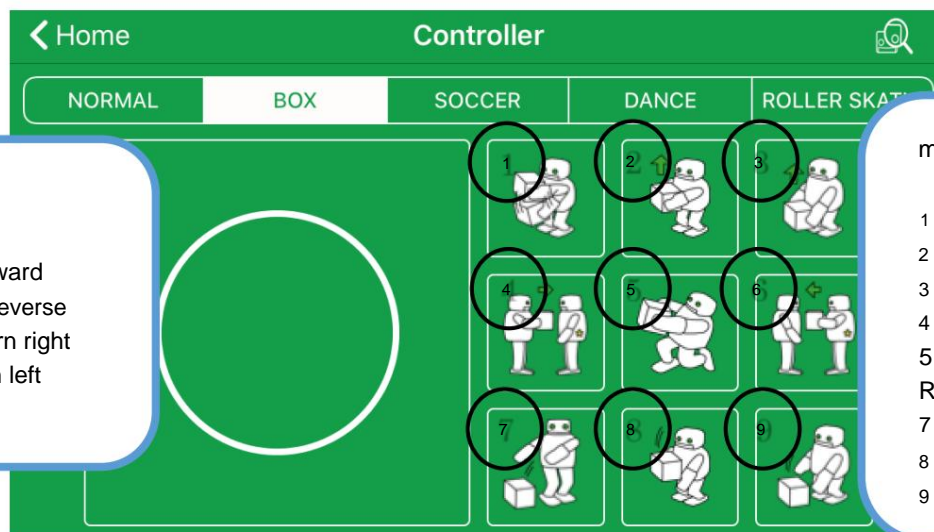 Home
Controller
NORMAL
BOX
SOCCER
DANCE
ROLLER SKAT
ward
everse
rn right
left
1
2
3
4
5
6
7
8
9
m
1
2
3
4
5
R
7
8
9